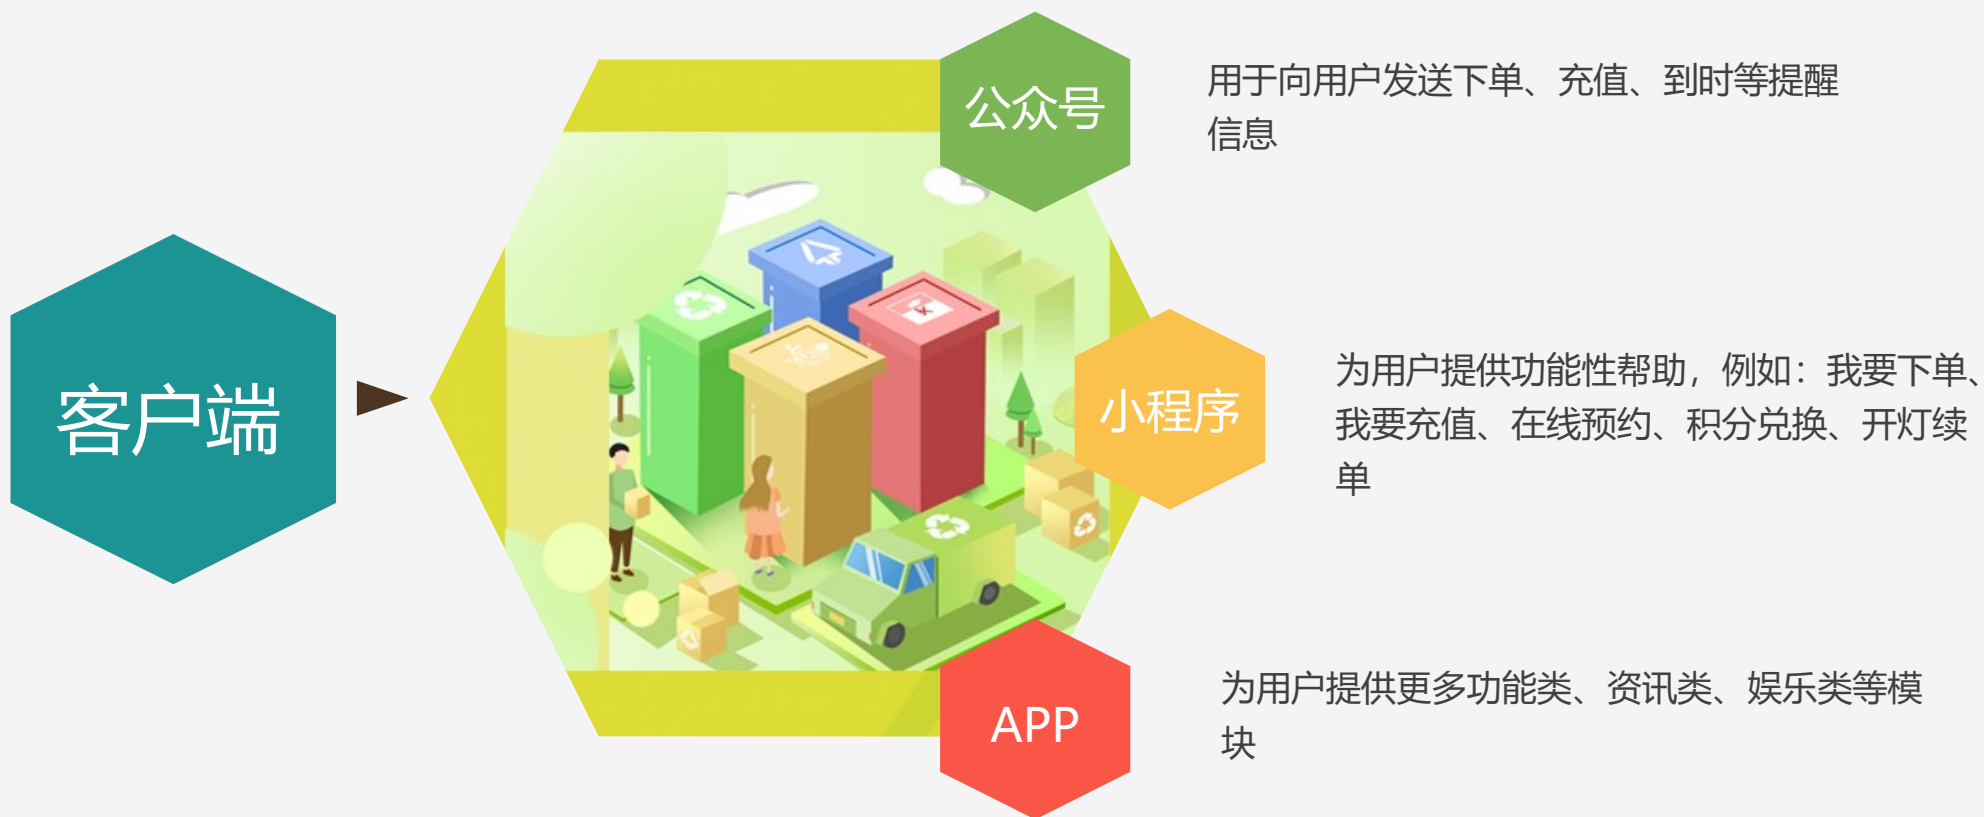 客户端
公众号
用于向用户发送下单、充值、到时等提醒
信息
小程序
为用户提供功能性帮助，例如：我要下单、
我要充值、在线预约、积分兑换、开灯续
单
APP
为用户提供更多功能类、资讯类、娱乐类等模
块